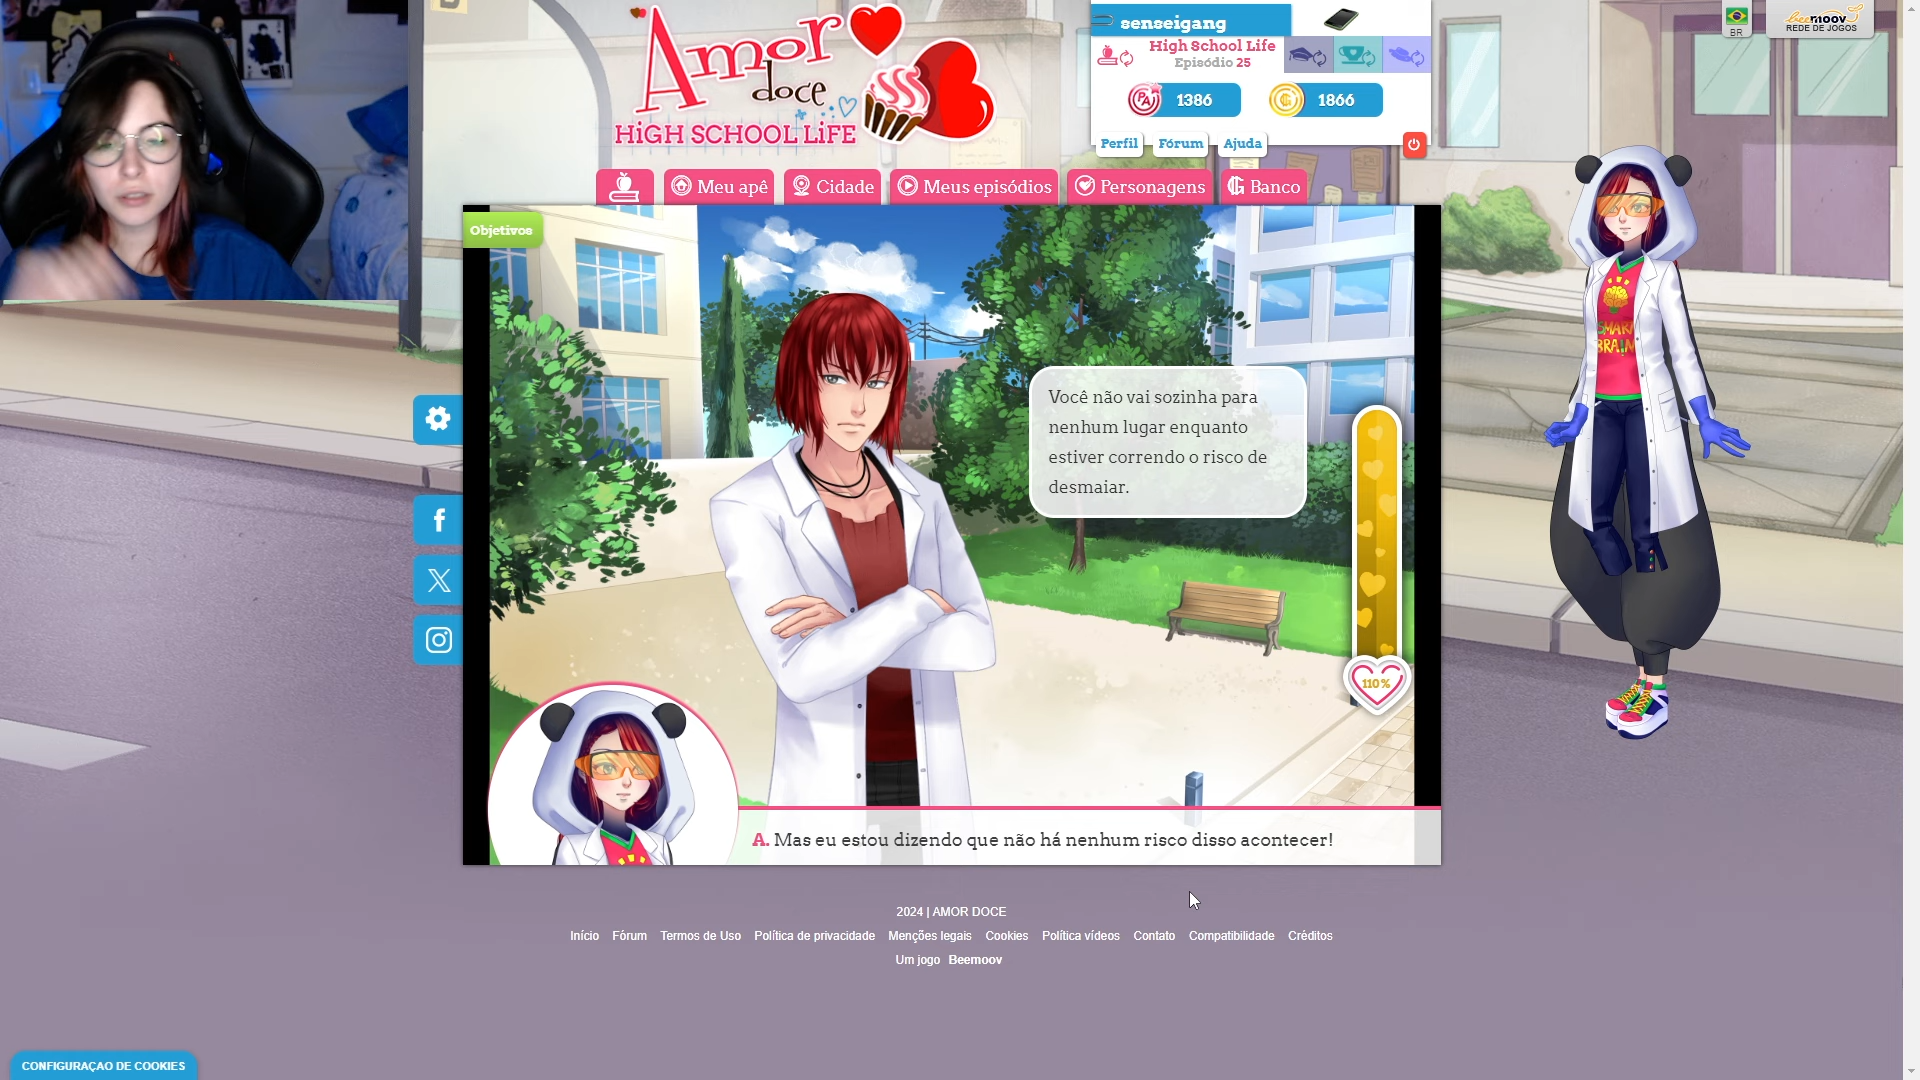 Amor
doce
HiGH SCHOOL LiFE
senseigang
High School Life
Episódio 25
PA 1386
1866
Perfil
Fórum
Ajuda
BR
beemoov
REDE DE JOGOS
Meu apê
Cidade
Meus episódios
Personagens
Banco
Objetivos
Você não vai sozinha para
nenhum lugar enquanto
estiver correndo o risco de
desmaiar.
SMART
BRAIN
110%
A. Mas eu estou dizendo que não há nenhum risco disso acontecer!
2024 | AMOR DOCE
Início Fórum Termos de Uso Política de privacidade Menções legais Cookies Política vídeos Contato Compatibilidade Créditos
Um jogo Beemoov
CONFIGURAÇAO DE COOKIES